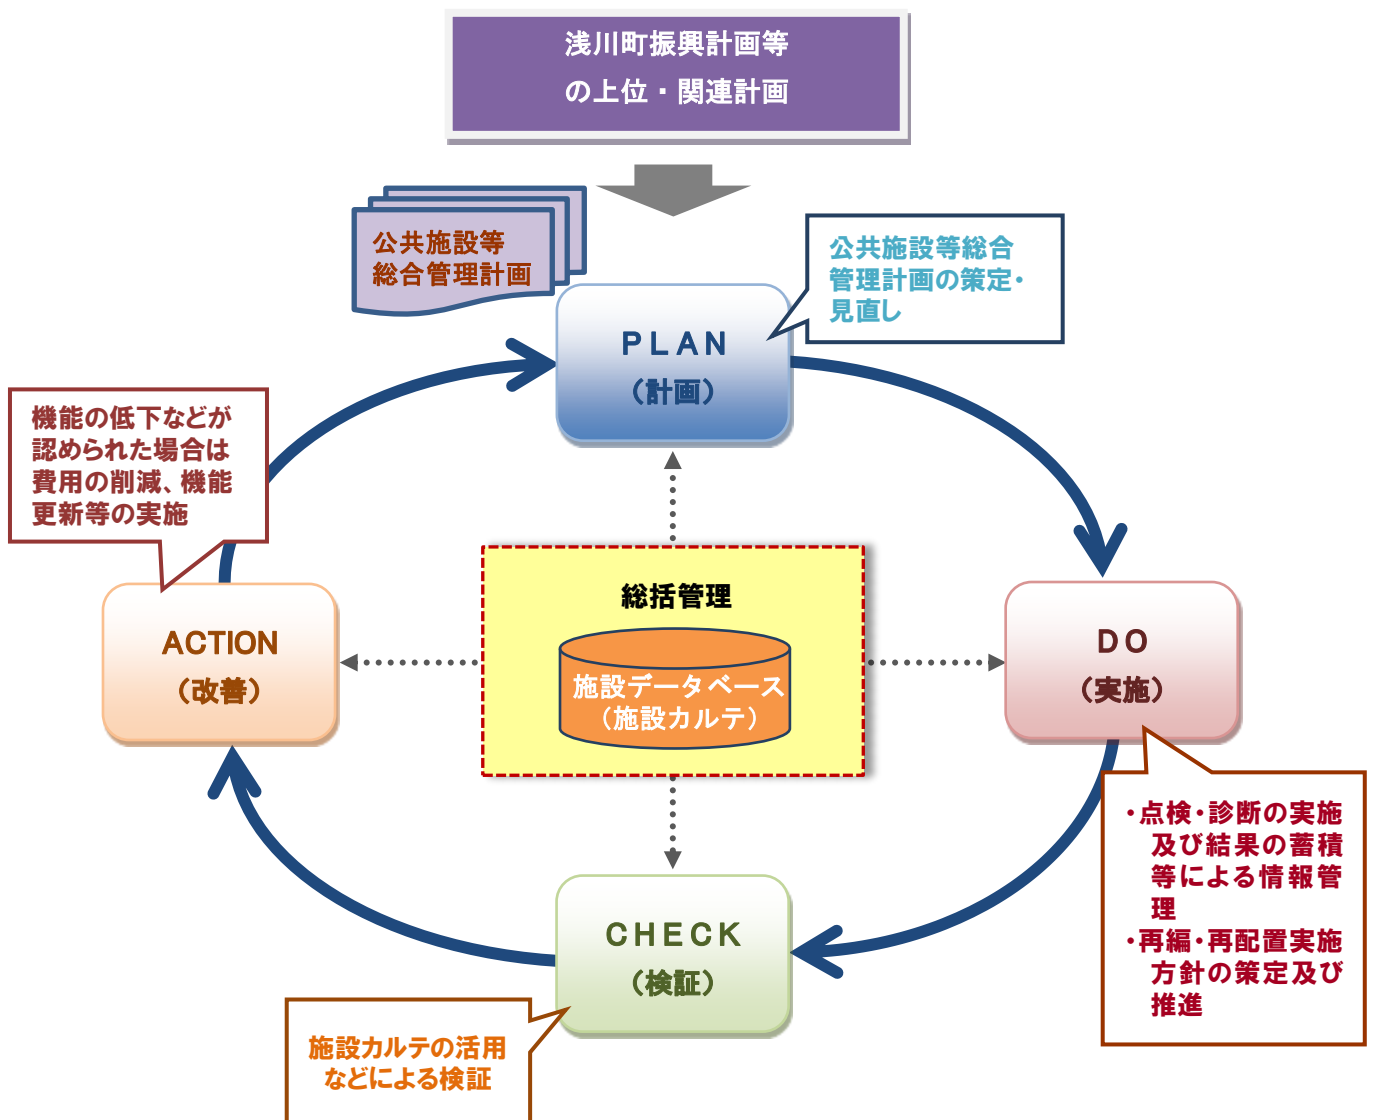 浅川町振興計画等
の上位・関連計画
公共施設等
総合管理計画
公共施設等総合
管理計画の策定・
見直し
ＰＬＡＮ
（計画）
機能の低下などが
認められた場合は
費用の削減、機能
更新等の実施
総括管理
施設データベース
（施設カルテ）
ACTION
（改善）
ＤＯ
（実施）
・点検・診断の実施
及び結果の蓄積
等による情報管
理
・再編・再配置実施
方針の策定及び
推進
ＣＨＥＣＫ
（検証）
施設カルテの活用
などによる検証